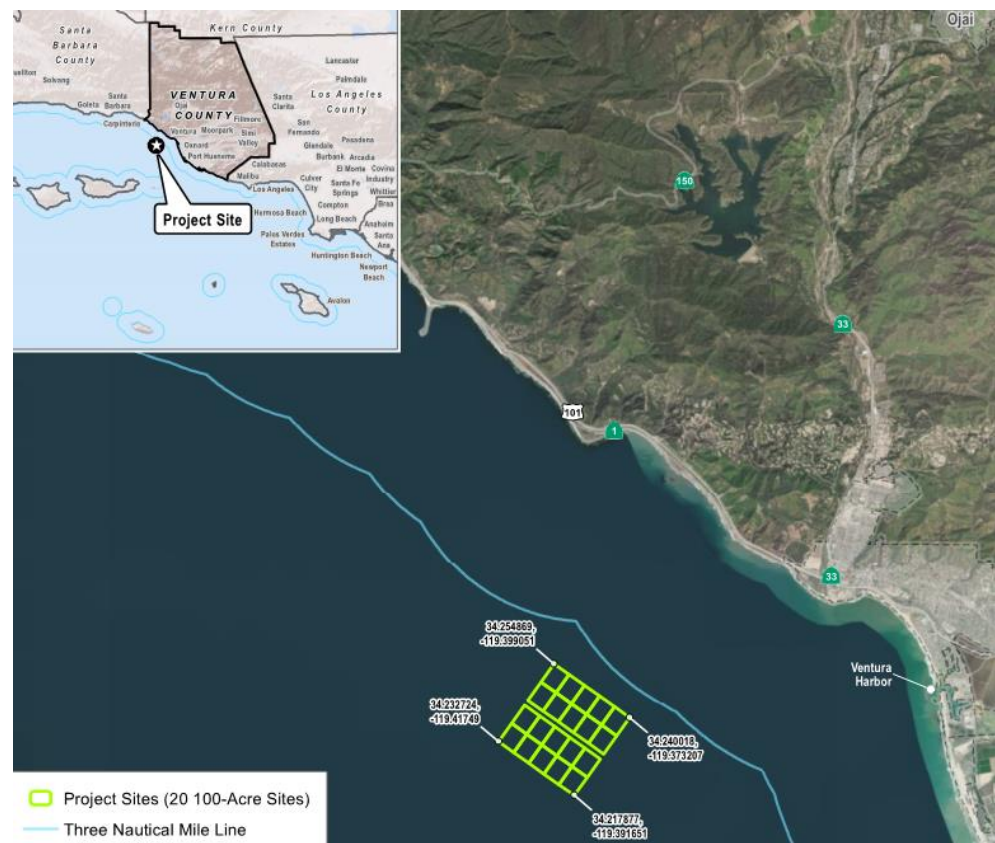 Santa
Barbara
County
Kern County
Lancaster
Palmdale
Los Angeles
County
Solvang
Goleta
Santa
Barbara
Carpinteria
VENTURA
COUNTY
Ojai
Fillmore
Ventura
Moorpark
Simi
Valley
Oxnard
Port Hueneme
Santa
Clarita
San
Fernando
Glendale
Pasadena
Burbank
Arcadia
Calabasas
Malibu
El Monte
Covina
Culver
City
Santa Fe
Springs
Industry
Whittier
Los Angeles
Compton
Brea
Hermosa Beach
Long Beach
Anaheim
Palos Verdes
Estates
Santa
Ana
Huntington Beach
Newport
Beach
Avalon
Project Site
Ojai
150
33
101
1
33
Ventura
Harbor
34.254869,
-119.399051
34.232724,
-119.41749
34.240018,
-119.373207
34.217877,
-119.391651
Project Sites (20 100-Acre Sites)
Three Nautical Mile Line